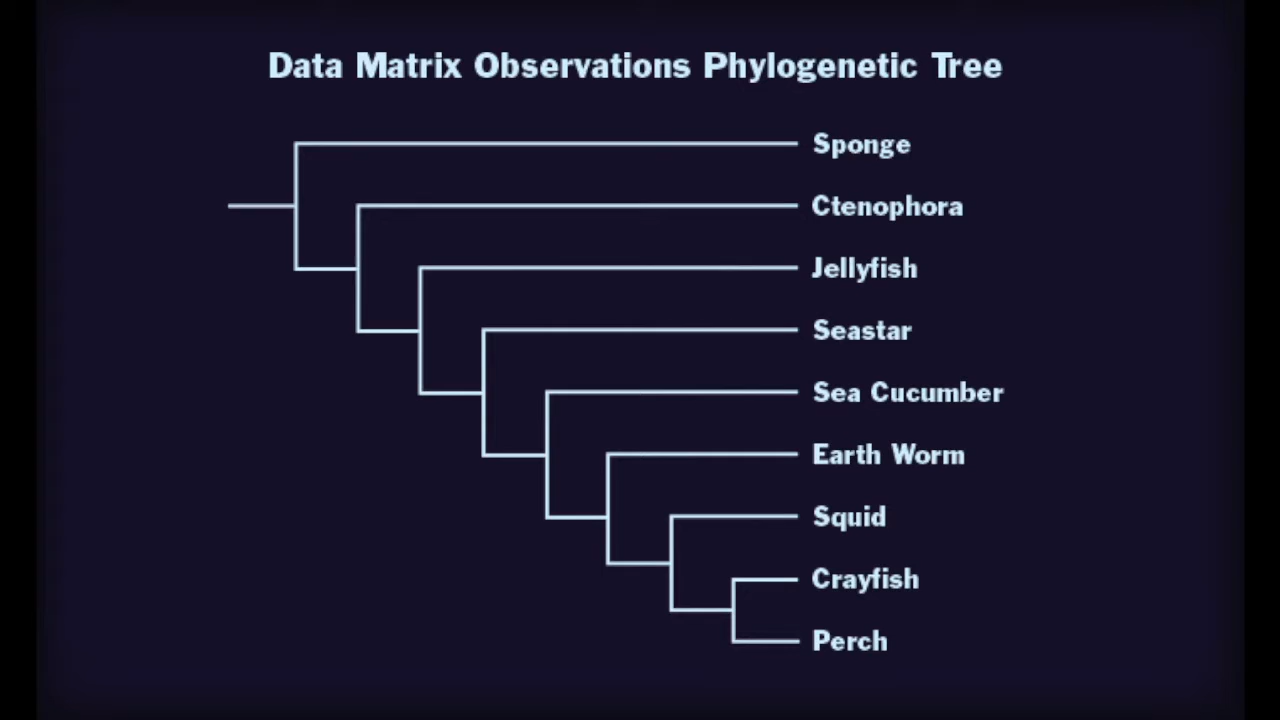 Data Matrix Observations Phylogenetic Tree
Sponge
Ctenophora
Jellyfish
Seastar
Sea Cucumber
Earth Worm
Squid
Crayfish
Perch